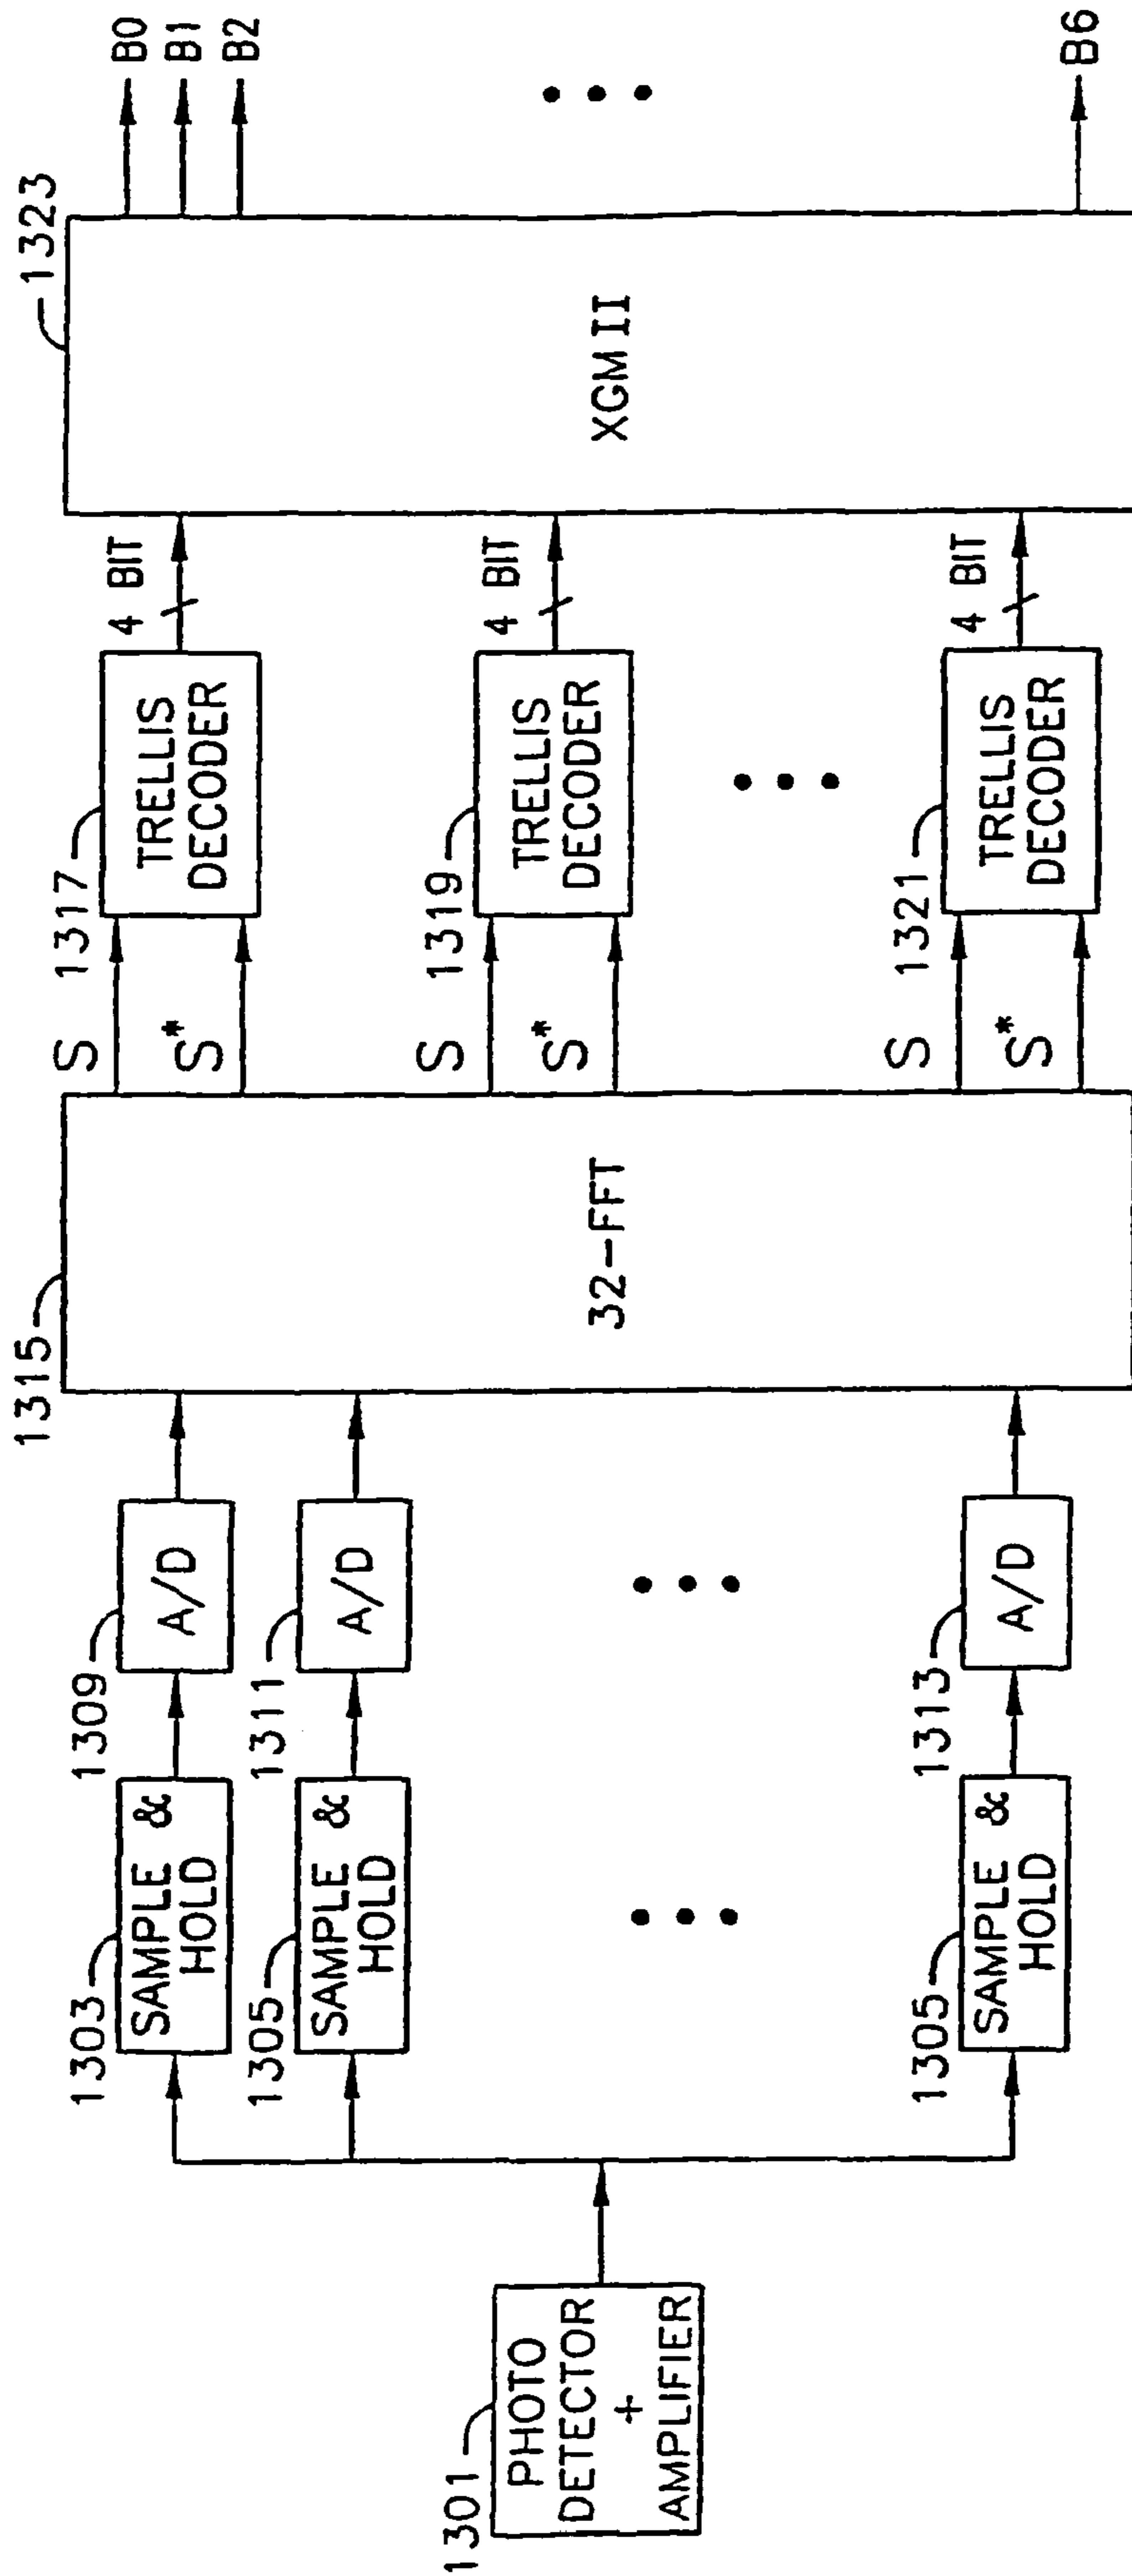 1301
PHOTO
DETECTOR
+
AMPLIFIER
1303
SAMPLE &
HOLD
1305
SAMPLE &
HOLD
1305
SAMPLE &
HOLD
1309
A/D
1311
A/D
1313
A/D
1315
32-FFT
S
S*
S
S*
S
S*
1317
TRELLIS
DECODER
1319
TRELLIS
DECODER
1321
TRELLIS
DECODER
4 BIT
4 BIT
4 BIT
1323
XGM II
B0
B1
B2
B6